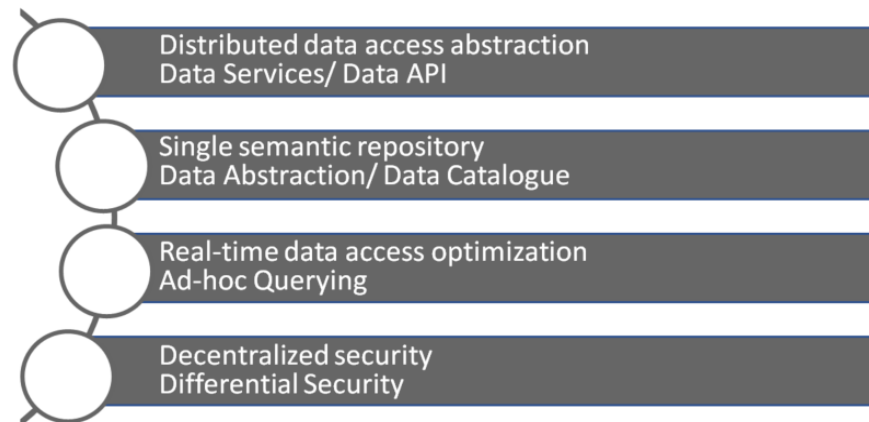 Distributed data access abstraction
Data Services/ Data API
Single semantic repository
Data Abstraction/ Data Catalogue
Real-time data access optimization
Ad-hoc Querying
Decentralized security
Differential Security